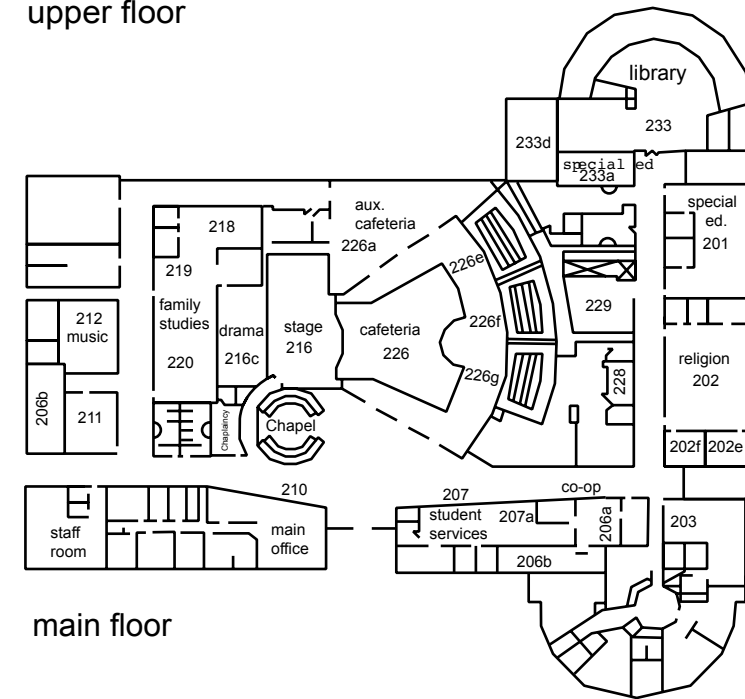 upper floor
library
233
233d
special ed
233a
special
ed.
201
aux.
cafeteria
226a
218
219
226e
212
music
family
studies
220
drama
216c
stage
216
cafeteria
226
226f
229
226g
228
religion
202
206b
211
Chaplaincy
Chapel
202f
202e
210
207
co-op
staff
room
main
office
student
services
207a
206a
203
206b
main floor